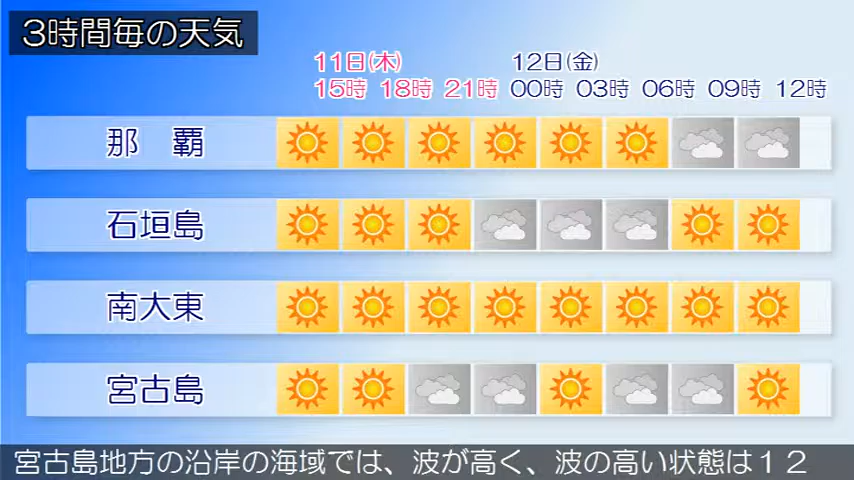 3時間毎の天気
11日(木) 12日(金)
15時 18時 21時 00時 03時 06時 09時 12時
那　覇
石垣島
南大東
宮古島
宮古島地方の沿岸の海域では、波が高く、波の高い状態は１２